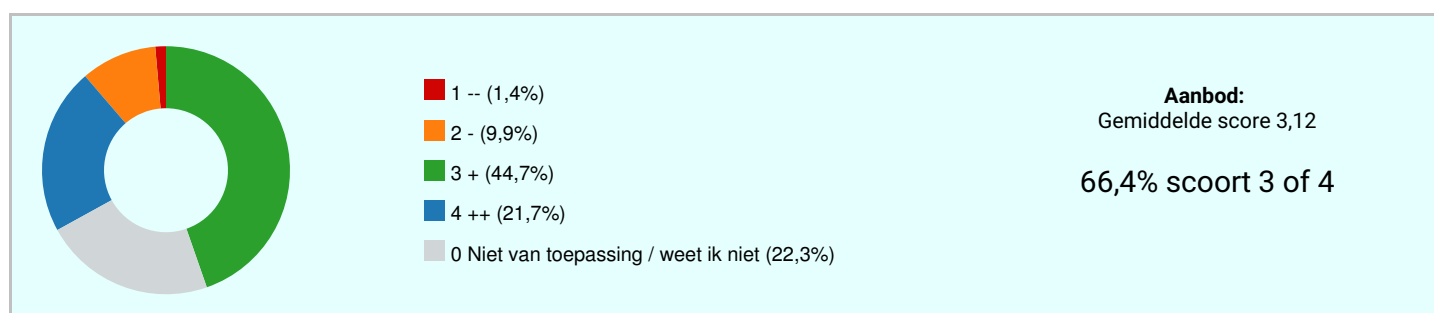 1 -- (1,4%)
2 - (9,9%)
3 + (44,7%)
4 ++ (21,7%)
0 Niet van toepassing / weet ik niet (22,3%)
Aanbod:
Gemiddelde score 3,12
66,4% scoort 3 of 4